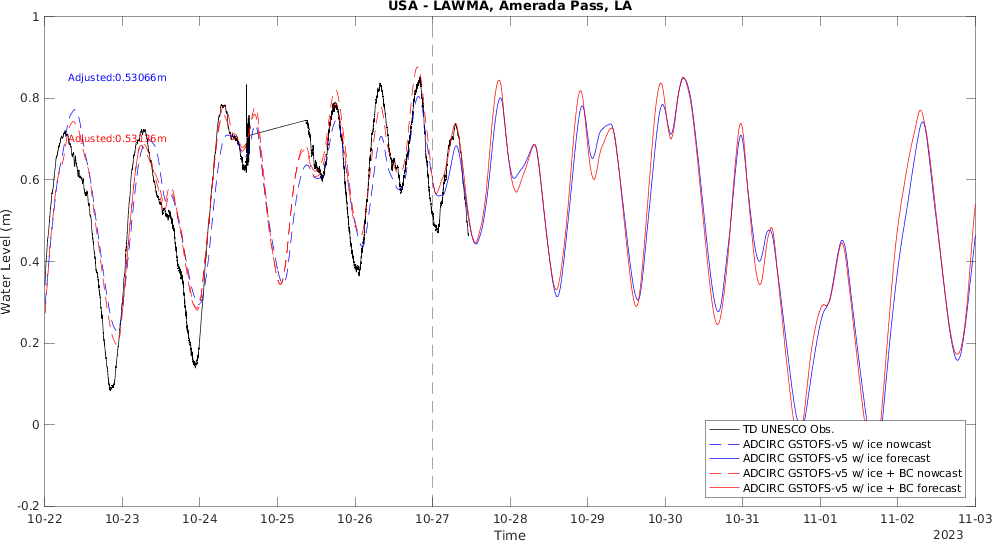 USA - LAWMA, Amerada Pass, LA
Water Level (m)
1
0.8
0.6
0.4
0.2
0
-0.2
Adjusted:0.53066m
TD UNESCO Obs.
ADCIRC GSTOFS-v5 w/ ice nowcast
ADCIRC GSTOFS-v5 w/ ice forecast
ADCIRC GSTOFS-v5 w/ ice + BC nowcast
ADCIRC GSTOFS-v5 w/ ice + BC forecast
10-22 10-23 10-24 10-25 10-26 10-27 10-28 10-29 10-30 10-31 11-01 11-02 11-03
Time
2023